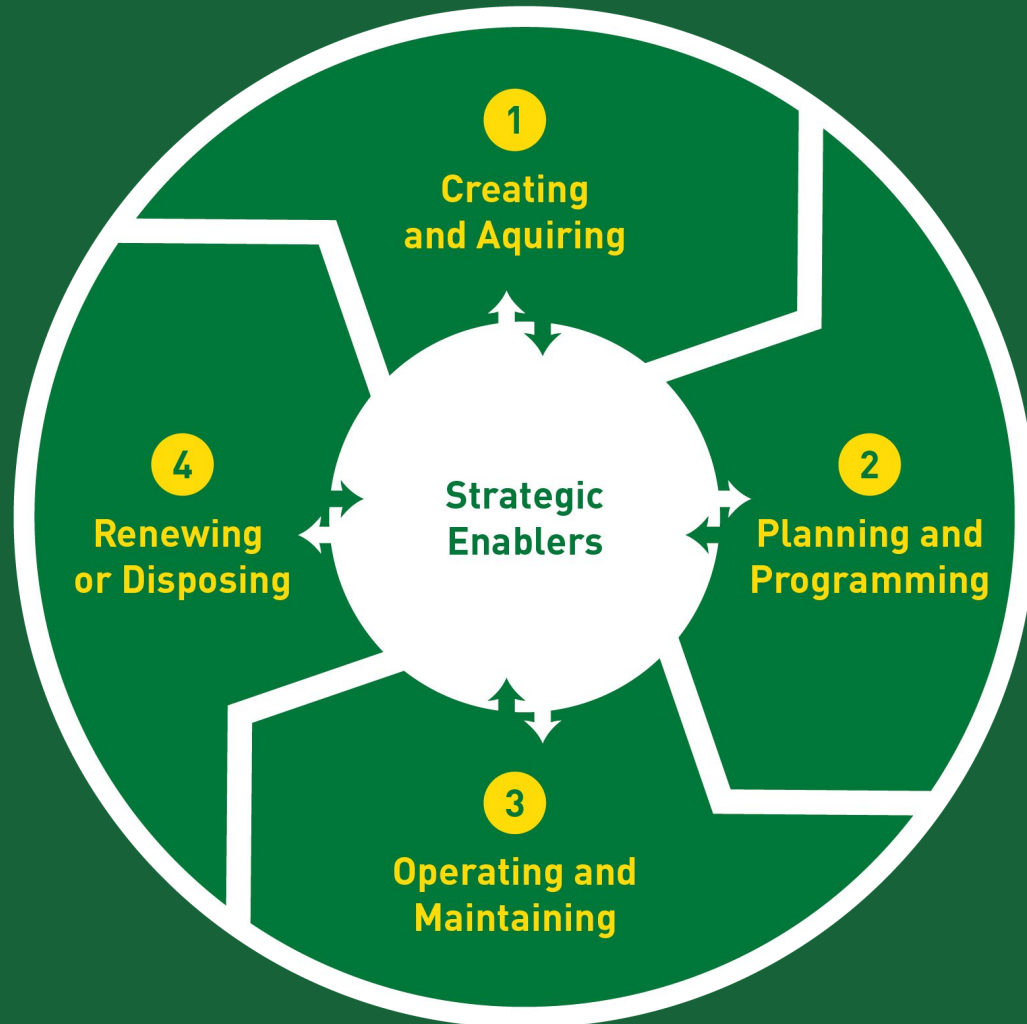 1
Creating
and Aquiring
2
Planning and
Programming
3
Operating and
Maintaining
4
Renewing
or Disposing
Strategic
Enablers